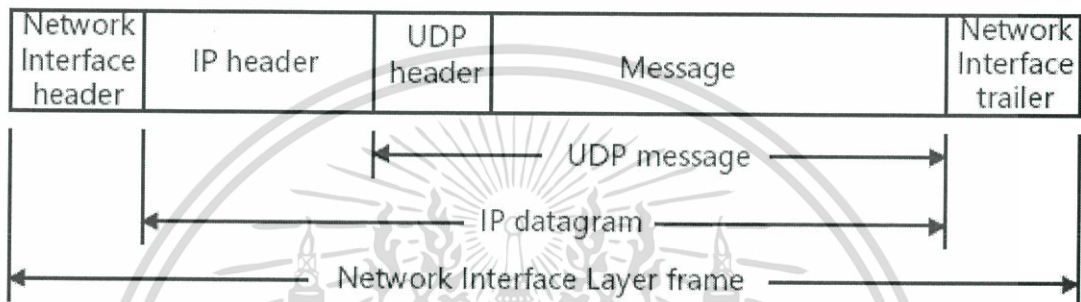 Network
Interface
header
IP header
UDP
header
Message
Network
Interface
trailer
UDP message
IP datagram
Network Interface Layer frame